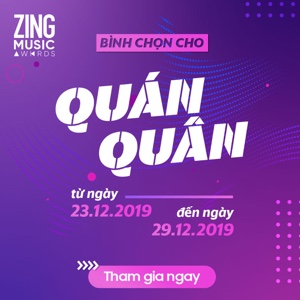 ZING
MUSIC
AWARDS
BÌNH CHỌN CHO
QUÁN
QUÂN
từ ngày
23.12.2019
đến ngày
29.12.2019
Tham gia ngay